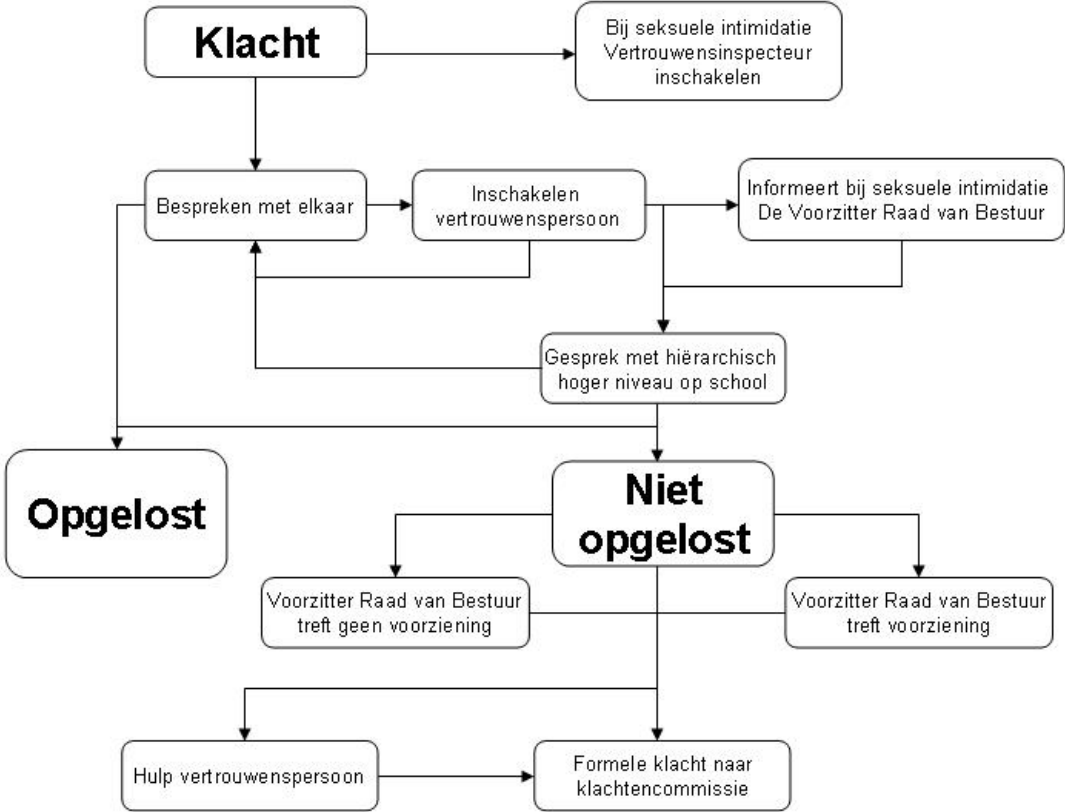 Klacht
Bij seksuele intimidatie
Vertrouwensinspecteur
inschakelen
Bespreken met elkaar
Inschakelen
vertrouwenspersoon
Informeert bij seksuele intimidatie
De Voorzitter Raad van Bestuur
Gesprek met hiërarchisch
hoger niveau op school
Opgelost
Niet
opgelost
Voorzitter Raad van Bestuur
treft geen voorziening
Voorzitter Raad van Bestuur
treft voorziening
Hulp vertrouwenspersoon
Formele klacht naar
klachtencommissie